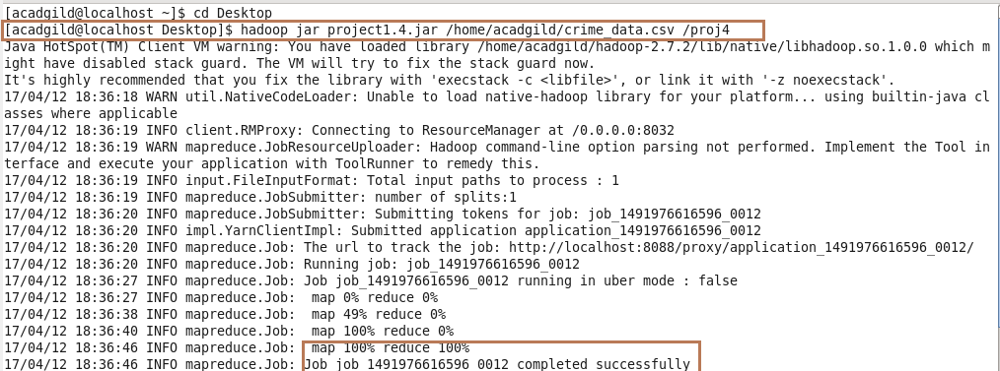 [acadgild@localhost ~]$ cd Desktop
[acadgild@localhost Desktop]$ hadoop jar project1.4.jar /home/acadgild/crime_data.csv /proj4
Java HotSpot(TM) Client VM warning: You have loaded library /home/acadgild/hadoop-2.7.2/lib/native/libhadoop.so.1.0.0 which m
ight have disabled stack guard. The VM will try to fix the stack guard now.
It's highly recommended that you fix the library with 'execstack -c <libfile>', or link it with '-z noexecstack'.
17/04/12 18:36:18 WARN util.NativeCodeLoader: Unable to load native-hadoop library for your platform... using builtin-java cl
asses where applicable
17/04/12 18:36:19 INFO client.RMProxy: Connecting to ResourceManager at /0.0.0.0:8032
17/04/12 18:36:19 WARN mapreduce.JobResourceUploader: Hadoop command-line option parsing not performed. Implement the Tool in
terface and execute your application with ToolRunner to remedy this.
17/04/12 18:36:19 INFO input.FileInputFormat: Total input paths to process : 1
17/04/12 18:36:19 INFO mapreduce.JobSubmitter: number of splits:1
17/04/12 18:36:20 INFO mapreduce.JobSubmitter: Submitting tokens for job: job_1491976616596_0012
17/04/12 18:36:20 INFO impl.YarnClientImpl: Submitted application application_1491976616596_0012
17/04/12 18:36:20 INFO mapreduce.Job: The url to track the job: http://localhost:8088/proxy/application_1491976616596_0012/
17/04/12 18:36:20 INFO mapreduce.Job: Running job: job_1491976616596_0012
17/04/12 18:36:27 INFO mapreduce.Job: Job job_1491976616596_0012 running in uber mode : false
17/04/12 18:36:27 INFO mapreduce.Job:  map 0% reduce 0%
17/04/12 18:36:38 INFO mapreduce.Job:  map 49% reduce 0%
17/04/12 18:36:40 INFO mapreduce.Job:  map 100% reduce 0%
17/04/12 18:36:46 INFO mapreduce.Job:  map 100% reduce 100%
17/04/12 18:36:46 INFO mapreduce.Job: Job job_1491976616596_0012 completed successfully